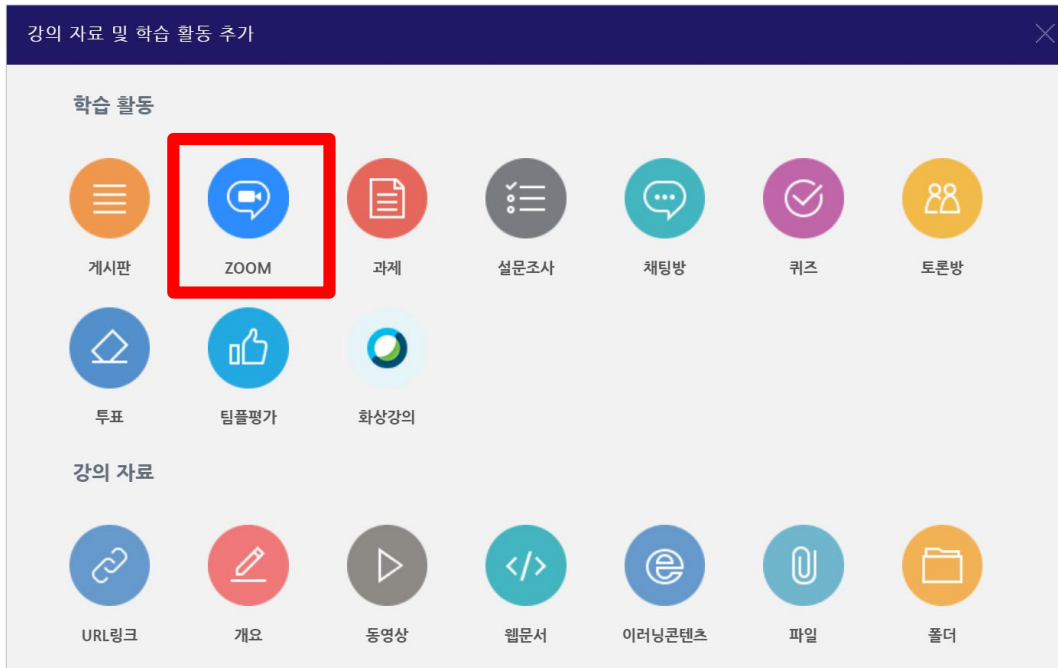 강의 자료 및 학습 활동 추가
학습 활동
게시판 ZOOM 과제 설문조사 채팅방 퀴즈 토론방
투표 팀플평가 화상강의
강의 자료
URL링크 개요 동영상 웹문서 이러닝콘텐츠 파일 폴더